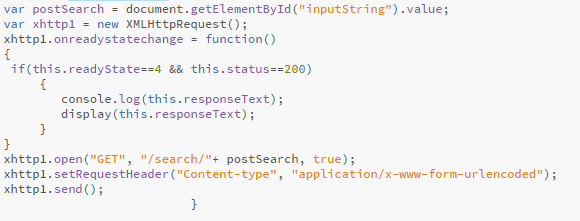 var postSearch = document.getElementById("inputString").value;
var xhttp1 = new XMLHttpRequest();
xhttp1.onreadystatechange = function()
{
if(this.readyState==4 && this.status==200)
{
console.log(this.responseText);
display(this.responseText);
}
}
xhttp1.open("GET", "/search/"+ postSearch, true);
xhttp1.setRequestHeader("Content-type", "application/x-www-form-urlencoded");
xhttp1.send();
}